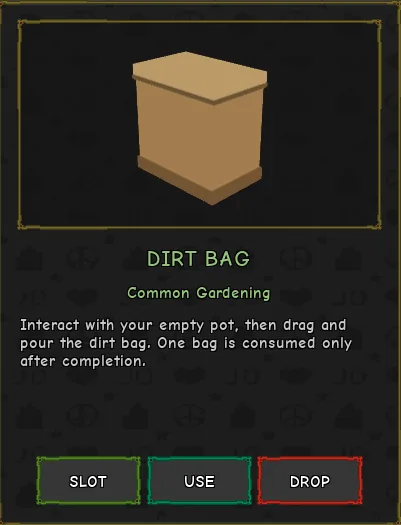 DIRT BAG
Common Gardening
Interact with your empty pot, then drag and
pour the dirt bag. One bag is consumed only
after completion.
SLOT
USE
DROP